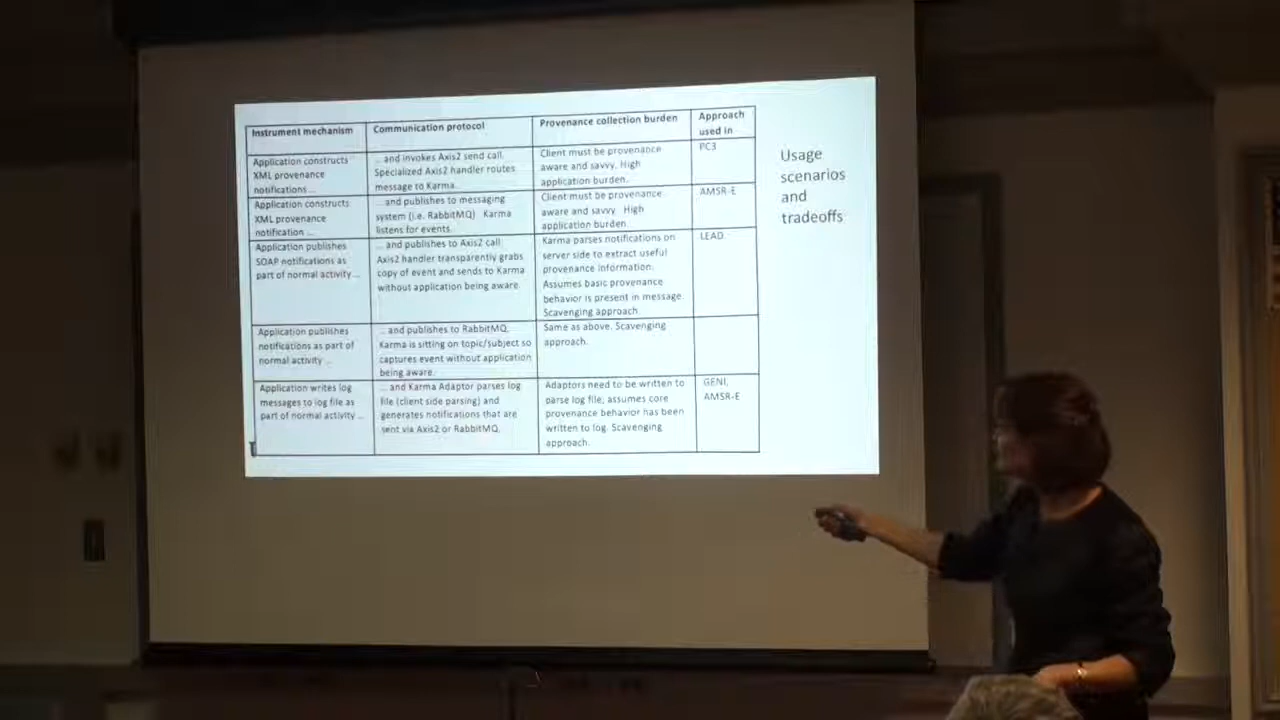 Instrument mechanism
Communication protocol
Provenance collection burden
Approach
used in
Application constructs
XML provenance
notifications ...
... and invokes Axis2 send call.
Specialized Axis2 handler routes
message to Karma.
Client must be provenance
aware and savvy. High
application burden.
PC3
Application constructs
XML provenance
notification ...
... and publishes to messaging
system (i.e. RabbitMQ) Karma
listens for events.
Client must be provenance
aware and savvy High
application burden
AMSR-E
Application publishes
SOAP notifications as
part of normal activity ...
... and publishes to Axis2 call
Axis2 handler transparently grabs
copy of event and sends to Karma
without application being aware.
Karma parses notifications on
server side to extract useful
provenance information.
Assumes basic provenance
behavior is present in message.
Scavenging approach
LEAD
Application publishes
notifications as part of
normal activity ...
... and publishes to RabbitMQ.
Karma is sitting on topic/subject so
captures event without application
being aware.
Same as above. Scavenging
approach.
Application writes log
messages to log file as
part of normal activity ...
... and Karma Adaptor parses log
file (client side parsing) and
generates notifications that are
sent via Axis2 or RabbitMQ.
Adaptors need to be written to
parse log file; assumes core
provenance behavior has been
written to log. Scavenging
approach.
GENI,
AMSR-E
Usage
scenarios
and
tradeoffs